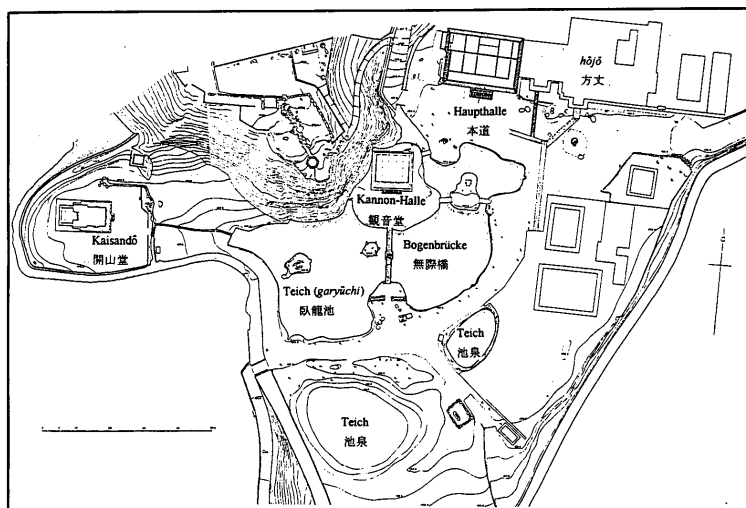 hōjō
方丈
Haupthalle
本道
Kannon-Halle
観音堂
Kaisandō
開山堂
Bogenbrücke
無際橋
Teich (garyūchi)
臥龍池
Teich
池泉
Teich
池泉